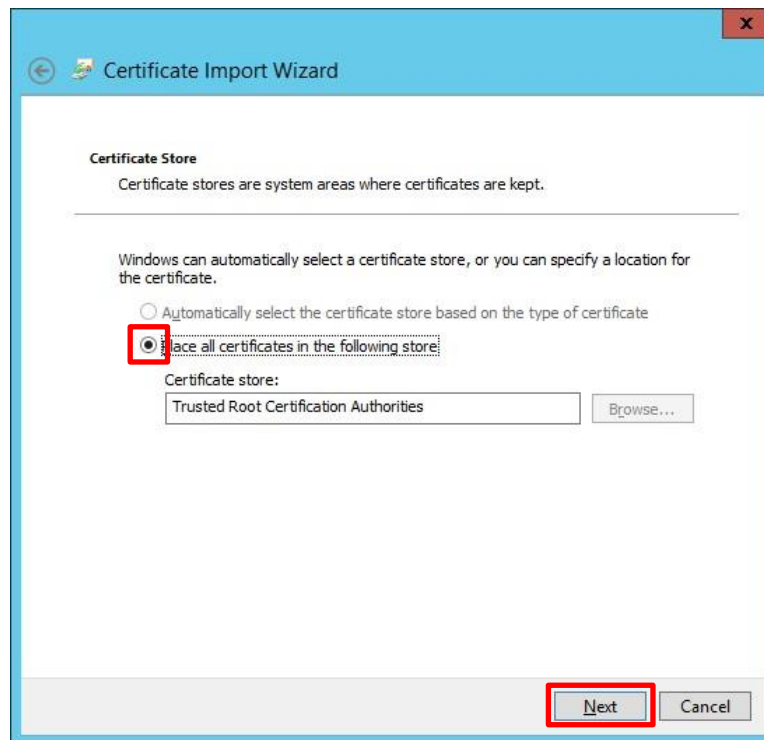 x
Certificate Import Wizard
Certificate Store
Certificate stores are system areas where certificates are kept.
Windows can automatically select a certificate store, or you can specify a location for
the certificate.
Automatically select the certificate store based on the type of certificate
Place all certificates in the following store
Certificate store:
Trusted Root Certification Authorities
Browse...
Next
Cancel